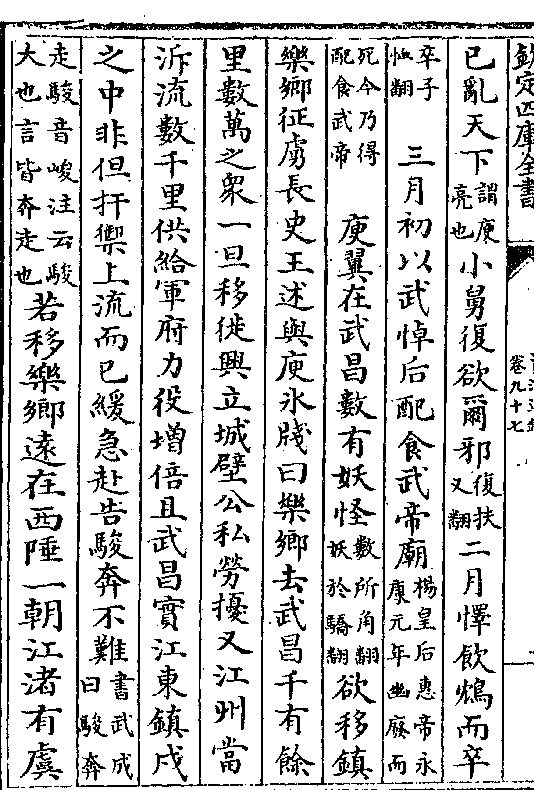 欽定四庫全書
卷九十七
已亂天下謂庾亮也小舅復欲爾邪復扶又翻二月懌飲鴆而卒
卒子恤翻三月初以武悼后配食武帝廟楊皇后惠帝永康元年幽廢而
死今乃得配食武帝庾翼在武昌數有妖怪數所角翻妖於驕翻欲移鎮
樂鄉征虜長史王述與庾氷牋曰樂鄉去武昌千有餘
里數萬之衆一旦移徙興立城壁公私勞擾又江州當
泝流數千里供給軍府力役增倍且武昌實江東鎮戍
之中非但扞禦上流而已緩急赴告駿奔不難書武成曰駿奔
走駿音峻注云駿大也言皆奔走也若移樂鄉遠在西陲一朝江渚有虞